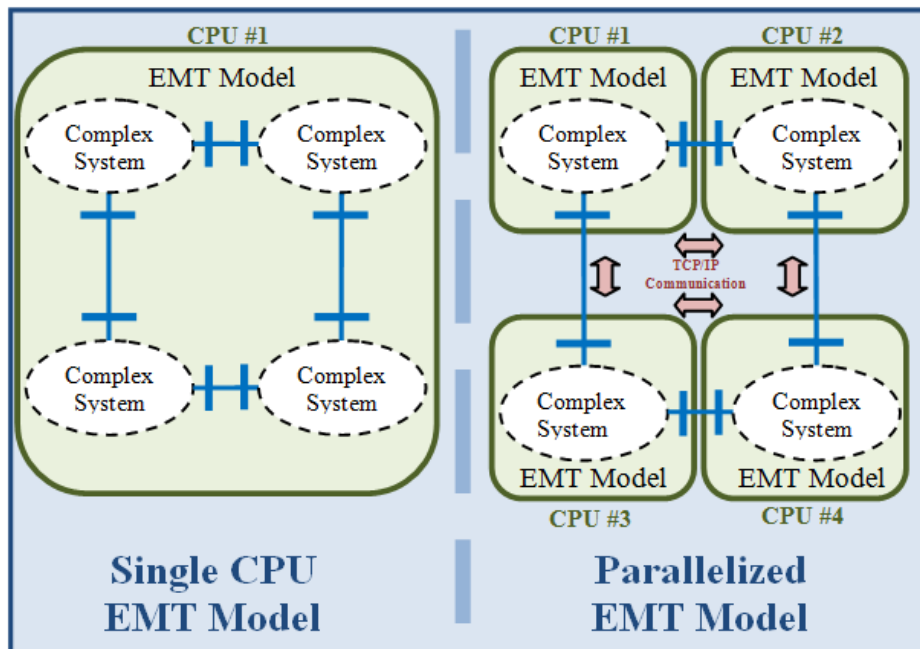 CPU #1
EMT Model
Complex
System
Complex
System
Complex
System
Complex
System
Single CPU
EMT Model
CPU #1
CPU #2
EMT Model
EMT Model
Complex
System
Complex
System
TCP/IP
Communication
Complex
System
Complex
System
EMT Model
EMT Model
CPU #3
CPU #4
Parallelized
EMT Model